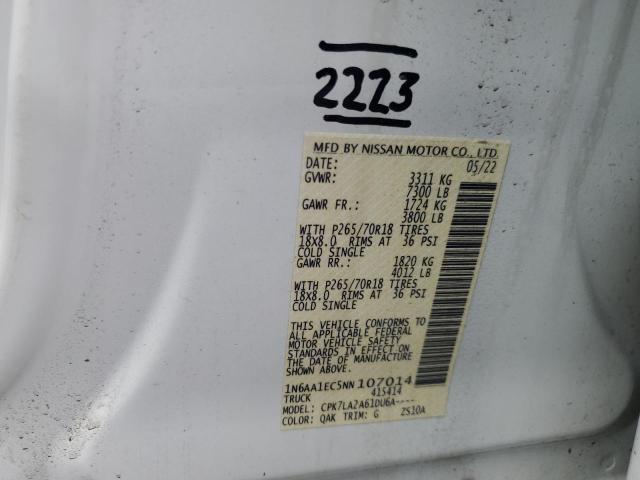 2223
MFD BY NISSAN MOTOR CO., LTD.
DATE: 05/22
GVWR: 3311 KG
7300 LB
GAWR FR.: 1724 KG
3800 LB
WITH P265/70R18 TIRES
18X8.0 RIMS AT 36 PSI
COLD SINGLE
GAWR RR.: 1820 KG
4012 LB
WITH P265/70R18 TIRES
18X8.0 RIMS AT 36 PSI
COLD SINGLE
THIS VEHICLE CONFORMS TO
ALL APPLICABLE FEDERAL
MOTOR VEHICLE SAFETY
STANDARDS IN EFFECT ON
THE DATE OF MANUFACTURE
SHOWN ABOVE.
1N6AA1EC5NN107014
TRUCK 415414
MODEL: CPK7LA2A61DU6A----
COLOR: QAK TRIM: G ZS10A